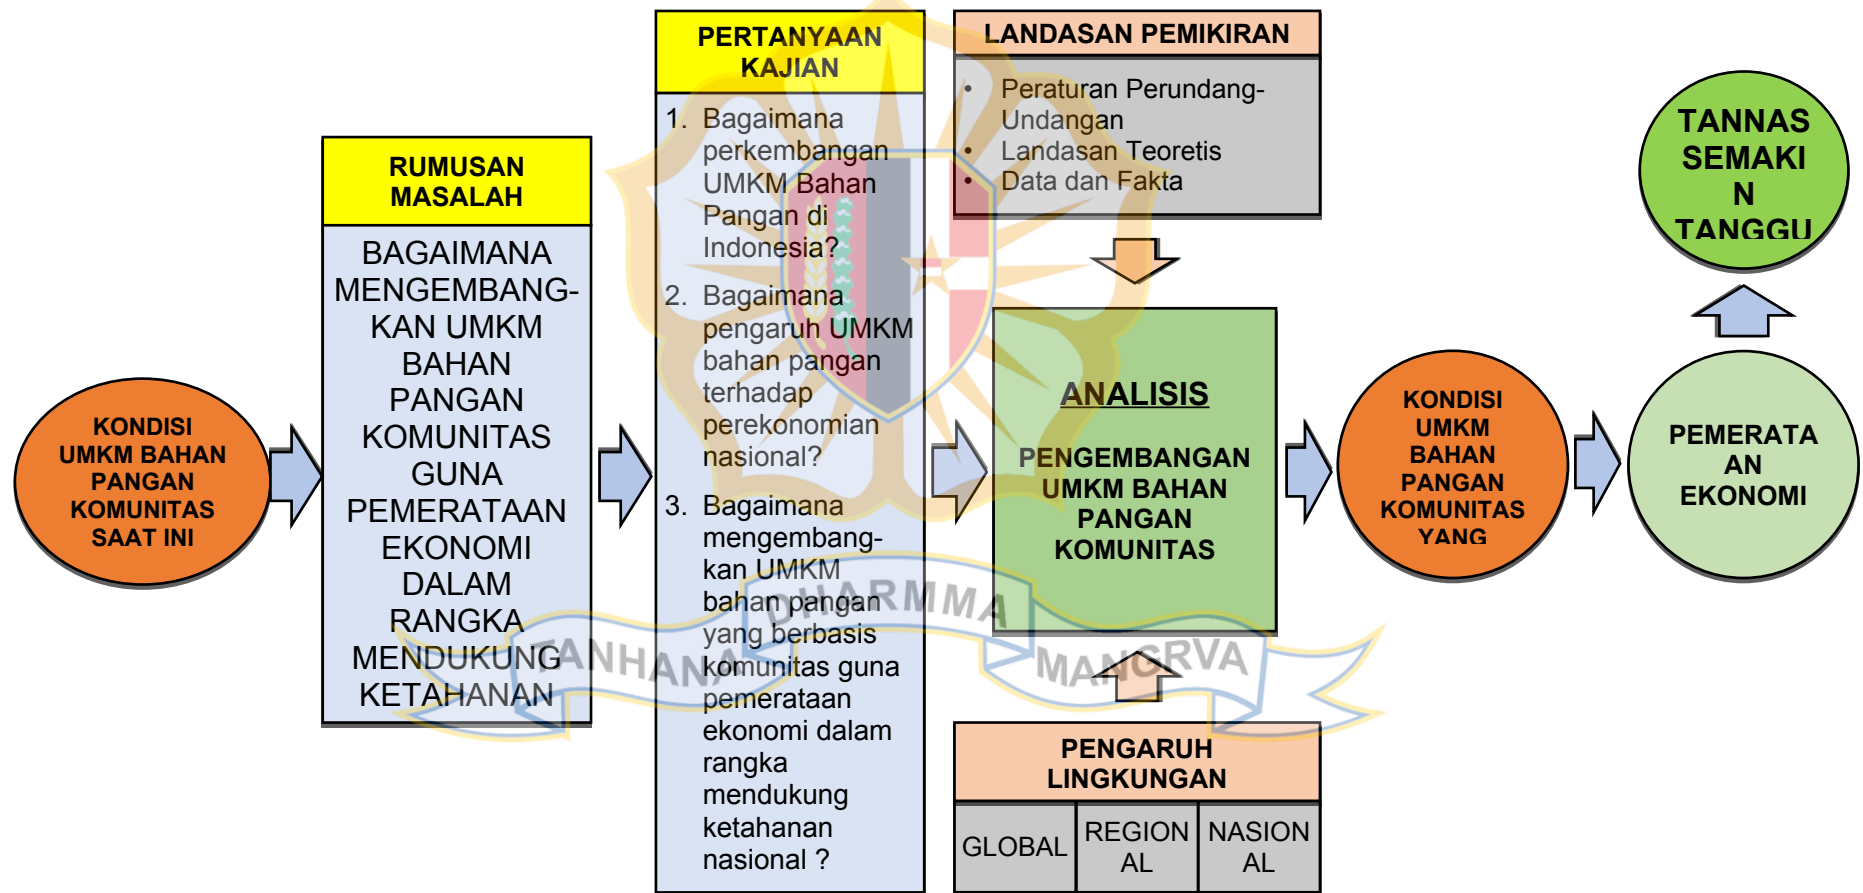 KONDISI
UMKM BAHAN
PANGAN
KOMUNITAS
SAAT INI
RUMUSAN
MASALAH
BAGAIMANA
MENGEMBANG-
KAN UMKM
BAHAN
PANGAN
KOMUNITAS
GUNA
PEMERATAAN
EKONOMI
DALAM
RANGKA
MENDUKUNG
KETAHANAN
PERTANYAAN
KAJIAN
1. Bagaimana
perkembangan
UMKM Bahan
Pangan di
Indonesia?
2. Bagaimana
pengaruh UMKM
bahan pangan
terhadap
perekonomian
nasional?
3. Bagaimana
mengembang-
kan UMKM
bahan pangan
yang berbasis
komunitas guna
pemerataan
ekonomi dalam
rangka
mendukung
ketahanan
nasional ?
LANDASAN PEMIKIRAN
• Peraturan Perundang-
Undangan
• Landasan Teoretis
• Data dan Fakta
ANALISIS
PENGEMBANGAN
UMKM BAHAN
PANGAN
KOMUNITAS
PENGARUH
LINGKUNGAN
GLOBAL
REGION
AL
NASION
AL
KONDISI
UMKM
BAHAN
PANGAN
KOMUNITAS
YANG
PEMERATA
AN
EKONOMI
TANNAS
SEMAKI
N
TANGGU
TANHANA DHARMMA MANGRVA